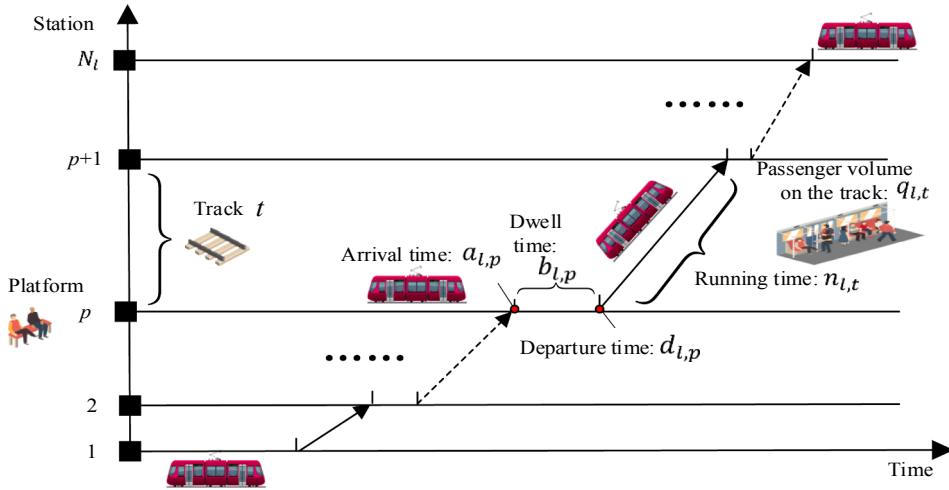 Station
N_l
p+1
Passenger volume
on the track: q_{l,t}
Track t
Dwell
time:
Arrival time: a_{l,p}
b_{l,p}
Running time: n_{l,t}
Platform
p
Departure time: d_{l,p}
2
1
Time